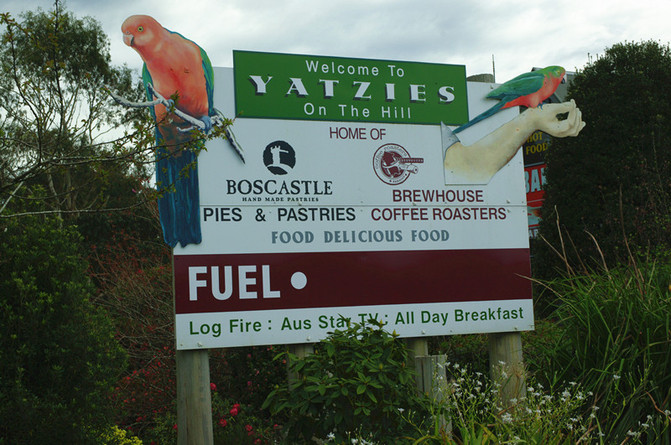 Welcome To
YATZIES
On The Hill
HOME OF
BOSCASTLE
HAND MADE PASTRIES
BREWHOUSE
PIES & PASTRIES COFFEE ROASTERS
FOOD DELICIOUS FOOD
FUEL •
Log Fire : Aus Star TV : All Day Breakfast